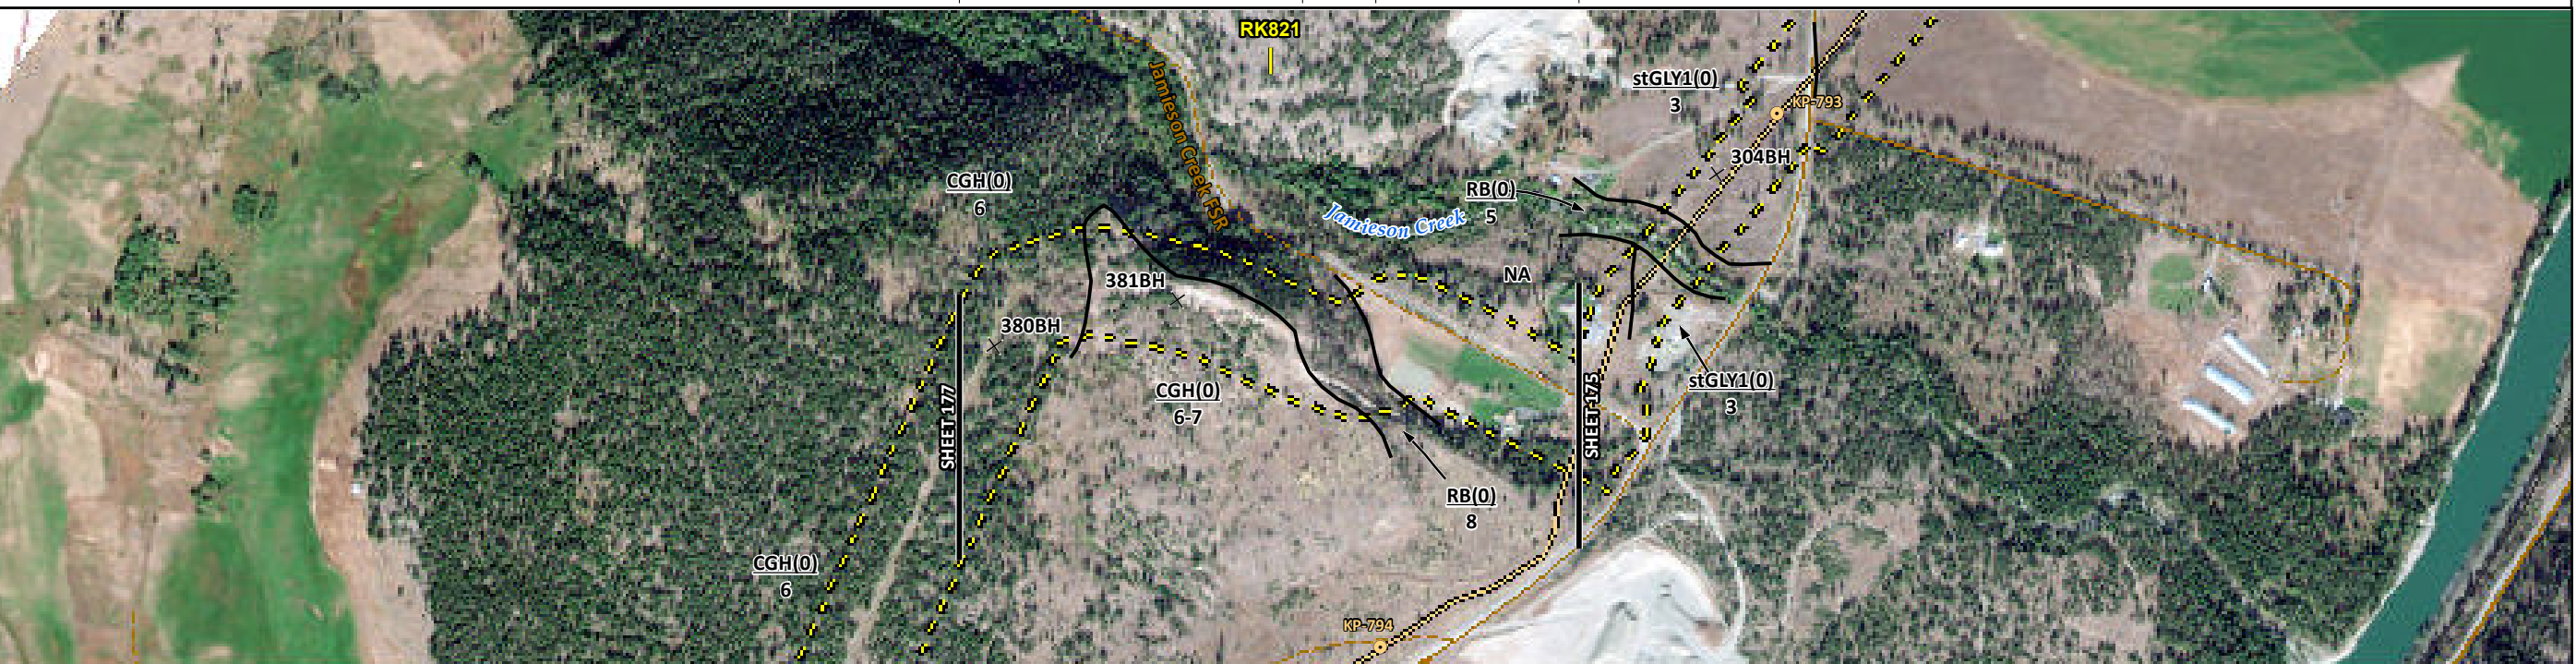 RK821
stGLY1(0)
3
KP-793
Jamieson Creek FSR
304BH
CGH(0)
6
RB(0)
5
Jamieson Creek
NA
381BH
380BH
stGLY1(0)
3
CGH(0)
6-7
SHEET 177
SHEET 175
RB(0)
8
CGH(0)
6
KP-794